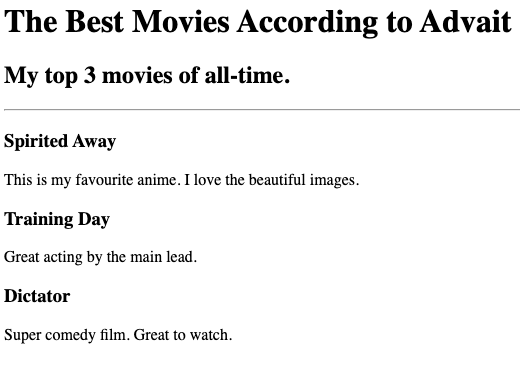 The Best Movies According to Advait
My top 3 movies of all-time.
Spirited Away
This is my favourite anime. I love the beautiful images.
Training Day
Great acting by the main lead.
Dictator
Super comedy film. Great to watch.